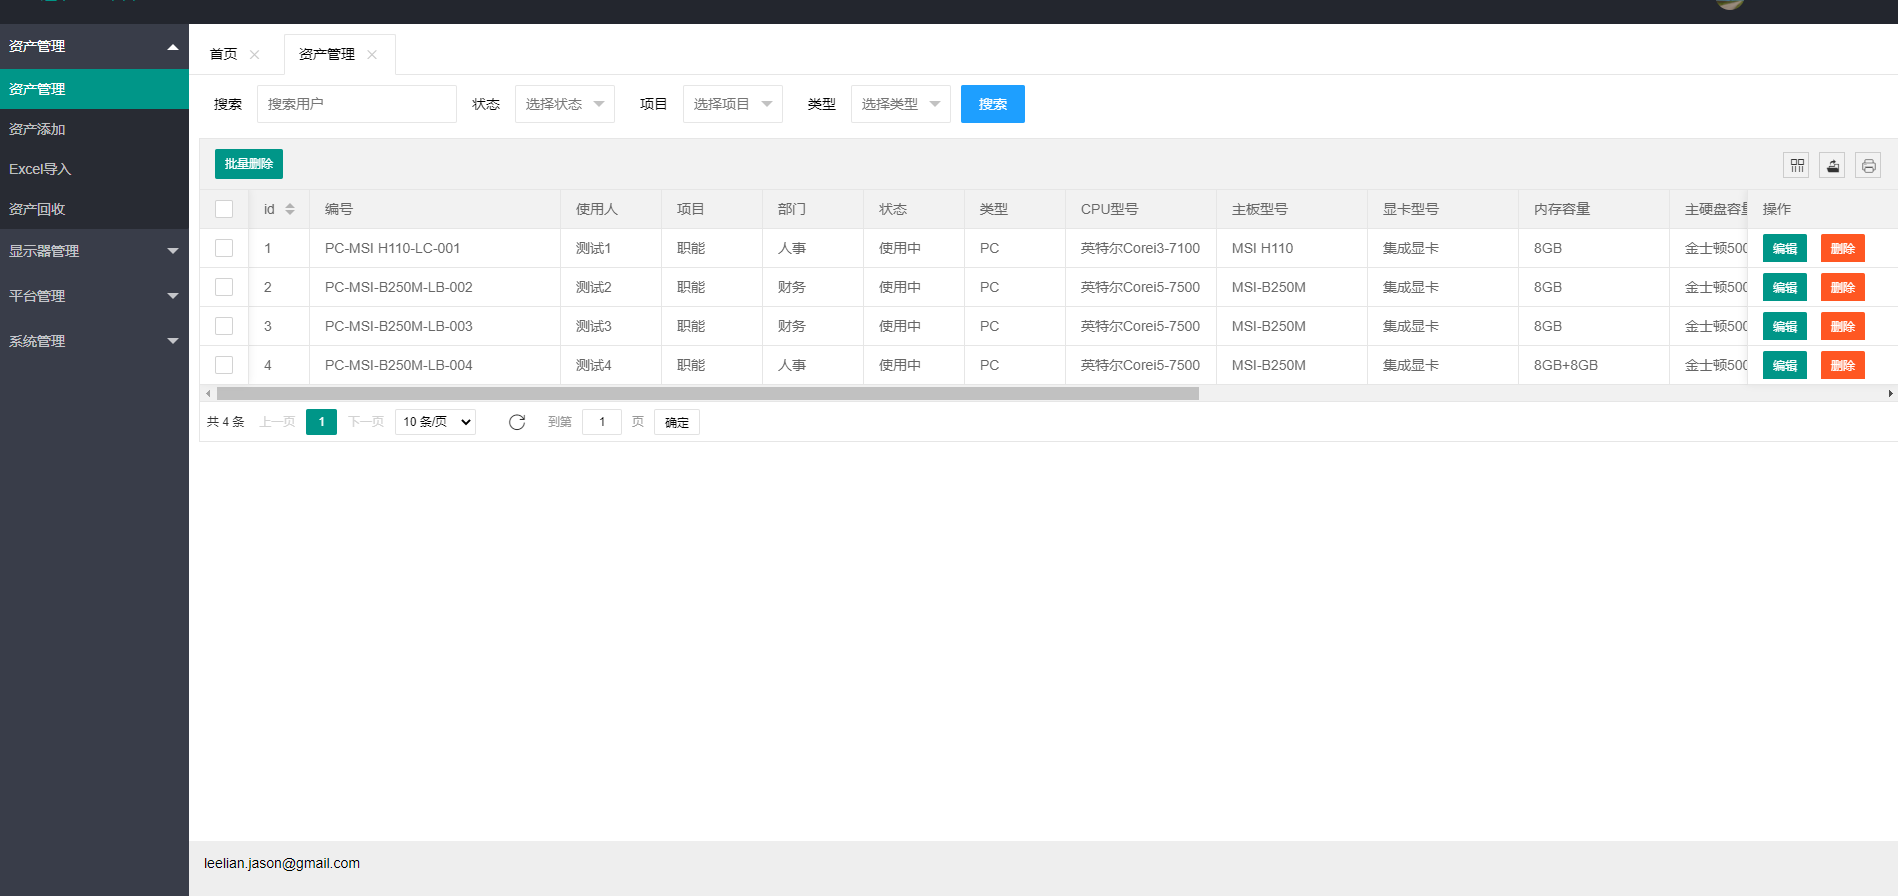 资产管理
资产管理
资产添加
Excel导入
资产回收
显示器管理
平台管理
系统管理
首页 资产管理
搜索 搜索用户 状态 选择状态 项目 选择项目 类型 选择类型 搜索
批量删除
id 编号 使用人 项目 部门 状态 类型 CPU型号 主板型号 显卡型号 内存容量 主硬盘容量 操作
1 PC-MSI H110-LC-001 测试1 职能 人事 使用中 PC 英特尔Corei3-7100 MSI H110 集成显卡 8GB 金士顿500 编辑 删除
2 PC-MSI-B250M-LB-002 测试2 职能 财务 使用中 PC 英特尔Corei5-7500 MSI-B250M 集成显卡 8GB 金士顿500 编辑 删除
3 PC-MSI-B250M-LB-003 测试3 职能 财务 使用中 PC 英特尔Corei5-7500 MSI-B250M 集成显卡 8GB 金士顿500 编辑 删除
4 PC-MSI-B250M-LB-004 测试4 职能 人事 使用中 PC 英特尔Corei5-7500 MSI-B250M 集成显卡 8GB+8GB 金士顿500 编辑 删除
共 4 条 上一页 1 下一页 10 条/页 到第 1 页 确定
leelian.jason@gmail.com